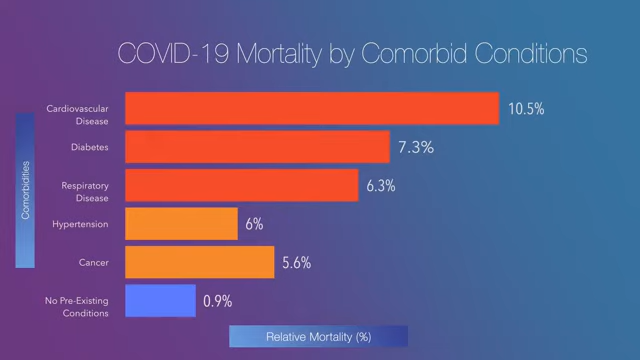 COVID-19 Mortality by Comorbid Conditions
Comorbidities
Cardiovascular
Disease
10.5%
Diabetes
7.3%
Respiratory
Disease
6.3%
Hypertension
6%
Cancer
5.6%
No Pre-Existing
Conditions
0.9%
Relative Mortality (%)